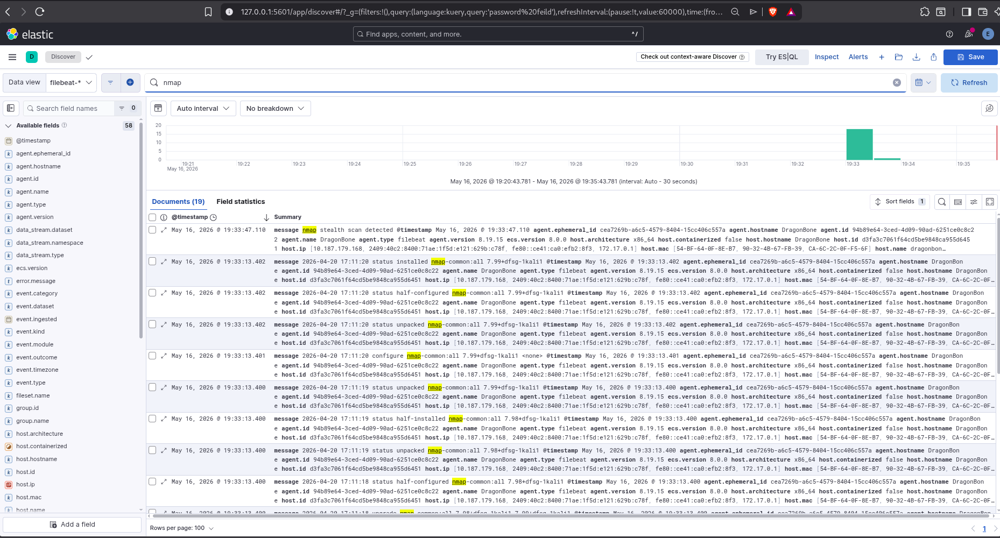 127.0.0.1:5601/app/discover#/?_g=(filters:!(),query:(language:kuery,query:'password%20feild'),refreshInterval:(pause:!t,value:60000),time:(fro...
elastic
Find apps, content, and more.
^/
E
D
Discover
Check out context-aware Discover
Try ES|QL
Inspect
Alerts
Save
Data view
filebeat-*
nmap
Refresh
Search field names
0
Auto interval
No breakdown
Available fields
58
@timestamp
agent.ephemeral_id
agent.hostname
agent.id
agent.name
agent.type
agent.version
data_stream.dataset
data_stream.namespace
data_stream.type
ecs.version
error.message
event.category
event.dataset
event.ingested
event.kind
event.module
event.outcome
event.timezone
event.type
fileset.name
group.id
group.name
host.architecture
host.containerized
host.hostname
host.id
host.ip
host.mac
host.name
Add a field
20
15
10
5
0
19:21 19:22 19:23 19:24 19:25 19:26 19:27 19:28 19:29 19:30 19:31 19:32 19:33 19:34 19:35
May 16, 2026
May 16, 2026 @ 19:20:43.781 - May 16, 2026 @ 19:35:43.781 (interval: Auto - 30 seconds)
Documents (19)
Field statistics
Sort fields 1
@timestamp
Summary
May 16, 2026 @ 19:33:47.110
message nmap stealth scan detected @timestamp May 16, 2026 @ 19:33:47.110 agent.ephemeral_id cea7269b-a6c5-4579-8404-15cc406c557a agent.hostname DragonBone agent.id 94b89e64-3ced-4d09-90ad-6251ce0c8c2
2 agent.name DragonBone agent.type filebeat agent.version 8.19.15 ecs.version 8.0.0 host.architecture x86_64 host.containerized false host.hostname DragonBone host.id d3fa3c7061f64cd5be9848ca955d645
1 host.ip [10.187.179.168, 2409:40c2:8400:71ae:1f5d:e121:629b:c78f, fe80::ce41:ca0:efb2:8f3, 172.17.0.1] host.mac [54-BF-64-0F-8E-B7, 90-32-4B-67-FB-39, CA-6C-2C-0F-F5-6F] host.name dragonbon…
May 16, 2026 @ 19:33:13.402
message 2026-04-20 17:11:20 status installed nmap-common:all 7.99+dfsg-1kali1 @timestamp May 16, 2026 @ 19:33:13.402 agent.ephemeral_id cea7269b-a6c5-4579-8404-15cc406c557a agent.hostname DragonBon
e agent.id 94b89e64-3ced-4d09-90ad-6251ce0c8c22 agent.name DragonBone agent.type filebeat agent.version 8.19.15 ecs.version 8.0.0 host.architecture x86_64 host.containerized false host.hostname DragonBon
e host.id d3fa3c7061f64cd5be9848ca955d6451 host.ip [10.187.179.168, 2409:40c2:8400:71ae:1f5d:e121:629b:c78f, fe80::ce41:ca0:efb2:8f3, 172.17.0.1] host.mac [54-BF-64-0F-8E-B7, 90-32-4B-67-FB-39, CA-6C-2C-0F…
May 16, 2026 @ 19:33:13.402
message 2026-04-20 17:11:20 status half-configured nmap-common:all 7.99+dfsg-1kali1 @timestamp May 16, 2026 @ 19:33:13.402 agent.ephemeral_id cea7269b-a6c5-4579-8404-15cc406c557a agent.hostname DragonBon
e agent.id 94b89e64-3ced-4d09-90ad-6251ce0c8c22 agent.name DragonBone agent.type filebeat agent.version 8.19.15 ecs.version 8.0.0 host.architecture x86_64 host.containerized false host.hostname DragonBon
e host.id d3fa3c7061f64cd5be9848ca955d6451 host.ip [10.187.179.168, 2409:40c2:8400:71ae:1f5d:e121:629b:c78f, fe80::ce41:ca0:efb2:8f3, 172.17.0.1] host.mac [54-BF-64-0F-8E-B7, 90-32-4B-67-FB-39, CA-6C-2C-0F…
May 16, 2026 @ 19:33:13.402
message 2026-04-20 17:11:20 status unpacked nmap-common:all 7.99+dfsg-1kali1 @timestamp May 16, 2026 @ 19:33:13.402 agent.ephemeral_id cea7269b-a6c5-4579-8404-15cc406c557a agent.hostname DragonBon
e agent.id 94b89e64-3ced-4d09-90ad-6251ce0c8c22 agent.name DragonBone agent.type filebeat agent.version 8.19.15 ecs.version 8.0.0 host.architecture x86_64 host.containerized false host.hostname DragonBon
e host.id d3fa3c7061f64cd5be9848ca955d6451 host.ip [10.187.179.168, 2409:40c2:8400:71ae:1f5d:e121:629b:c78f, fe80::ce41:ca0:efb2:8f3, 172.17.0.1] host.mac [54-BF-64-0F-8E-B7, 90-32-4B-67-FB-39, CA-6C-2C-0F…
May 16, 2026 @ 19:33:13.401
message 2026-04-20 17:11:20 configure nmap-common:all 7.99+dfsg-1kali1 <none> @timestamp May 16, 2026 @ 19:33:13.401 agent.ephemeral_id cea7269b-a6c5-4579-8404-15cc406c557a agent.hostname DragonBon
e agent.id 94b89e64-3ced-4d09-90ad-6251ce0c8c22 agent.name DragonBone agent.type filebeat agent.version 8.19.15 ecs.version 8.0.0 host.architecture x86_64 host.containerized false host.hostname DragonBon
e host.id d3fa3c7061f64cd5be9848ca955d6451 host.ip [10.187.179.168, 2409:40c2:8400:71ae:1f5d:e121:629b:c78f, fe80::ce41:ca0:efb2:8f3, 172.17.0.1] host.mac [54-BF-64-0F-8E-B7, 90-32-4B-67-FB-39, CA-6C-2C-0F…
May 16, 2026 @ 19:33:13.400
message 2026-04-20 17:11:19 status unpacked nmap-common:all 7.99+dfsg-1kali1 @timestamp May 16, 2026 @ 19:33:13.400 agent.ephemeral_id cea7269b-a6c5-4579-8404-15cc406c557a agent.hostname DragonBon
e agent.id 94b89e64-3ced-4d09-90ad-6251ce0c8c22 agent.name DragonBone agent.type filebeat agent.version 8.19.15 ecs.version 8.0.0 host.architecture x86_64 host.containerized false host.hostname DragonBon
e host.id d3fa3c7061f64cd5be9848ca955d6451 host.ip [10.187.179.168, 2409:40c2:8400:71ae:1f5d:e121:629b:c78f, fe80::ce41:ca0:efb2:8f3, 172.17.0.1] host.mac [54-BF-64-0F-8E-B7, 90-32-4B-67-FB-39, CA-6C-2C-0F…
May 16, 2026 @ 19:33:13.400
message 2026-04-20 17:11:19 status half-installed nmap-common:all 7.98+dfsg-1kali1 @timestamp May 16, 2026 @ 19:33:13.400 agent.ephemeral_id cea7269b-a6c5-4579-8404-15cc406c557a agent.hostname DragonBon
e agent.id 94b89e64-3ced-4d09-90ad-6251ce0c8c22 agent.name DragonBone agent.type filebeat agent.version 8.19.15 ecs.version 8.0.0 host.architecture x86_64 host.containerized false host.hostname DragonBon
e host.id d3fa3c7061f64cd5be9848ca955d6451 host.ip [10.187.179.168, 2409:40c2:8400:71ae:1f5d:e121:629b:c78f, fe80::ce41:ca0:efb2:8f3, 172.17.0.1] host.mac [54-BF-64-0F-8E-B7, 90-32-4B-67-FB-39, CA-6C-2C-0F…
May 16, 2026 @ 19:33:13.400
message 2026-04-20 17:11:19 status unpacked nmap-common:all 7.98+dfsg-1kali1 @timestamp May 16, 2026 @ 19:33:13.400 agent.ephemeral_id cea7269b-a6c5-4579-8404-15cc406c557a agent.hostname DragonBon
e agent.id 94b89e64-3ced-4d09-90ad-6251ce0c8c22 agent.name DragonBone agent.type filebeat agent.version 8.19.15 ecs.version 8.0.0 host.architecture x86_64 host.containerized false host.hostname DragonBon
e host.id d3fa3c7061f64cd5be9848ca955d6451 host.ip [10.187.179.168, 2409:40c2:8400:71ae:1f5d:e121:629b:c78f, fe80::ce41:ca0:efb2:8f3, 172.17.0.1] host.mac [54-BF-64-0F-8E-B7, 90-32-4B-67-FB-39, CA-6C-2C-0F…
May 16, 2026 @ 19:33:13.400
message 2026-04-20 17:11:18 status half-configured nmap-common:all 7.98+dfsg-1kali1 @timestamp May 16, 2026 @ 19:33:13.400 agent.ephemeral_id cea7269b-a6c5-4579-8404-15cc406c557a agent.hostname DragonBon
e agent.id 94b89e64-3ced-4d09-90ad-6251ce0c8c22 agent.name DragonBone agent.type filebeat agent.version 8.19.15 ecs.version 8.0.0 host.architecture x86_64 host.containerized false host.hostname DragonBon
e host.id d3fa3c7061f64cd5be9848ca955d6451 host.ip [10.187.179.168, 2409:40c2:8400:71ae:1f5d:e121:629b:c78f, fe80::ce41:ca0:efb2:8f3, 172.17.0.1] host.mac [54-BF-64-0F-8E-B7, 90-32-4B-67-FB-39, CA-6C-2C-0F…
Rows per page: 100
1